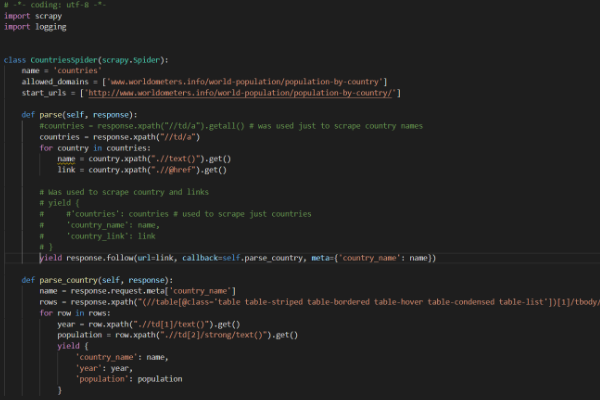 # -*- coding: utf-8 -*-
import scrapy
import logging
class CountriesSpider(scrapy.Spider):
name = 'countries'
allowed_domains = ['www.worldometers.info/world-population/population-by-country']
start_urls = ['http://www.worldometers.info/world-population/population-by-country/']
def parse(self, response):
#countries = response.xpath("//td/a").getall() # was used just to scrape country names
countries = response.xpath("//td/a")
for country in countries:
name = country.xpath(".//text()").get()
link = country.xpath(".//@href").get()
# Was used to scrape country and links
# yield {
# #'countries': countries # used to scrape just countries
# 'country_name': name,
# 'country_link': link
# }
yield response.follow(url=link, callback=self.parse_country, meta={'country_name': name})
def parse_country(self, response):
name = response.request.meta['country_name']
rows = response.xpath("(//table[@class='table table-striped table-bordered table-hover table-condensed table-list'])[1]/tbody/
for row in rows:
year = row.xpath(".//td[1]/text()").get()
population = row.xpath(".//td[2]/strong/text()").get()
yield {
'country_name': name,
'year': year,
'population': population
}